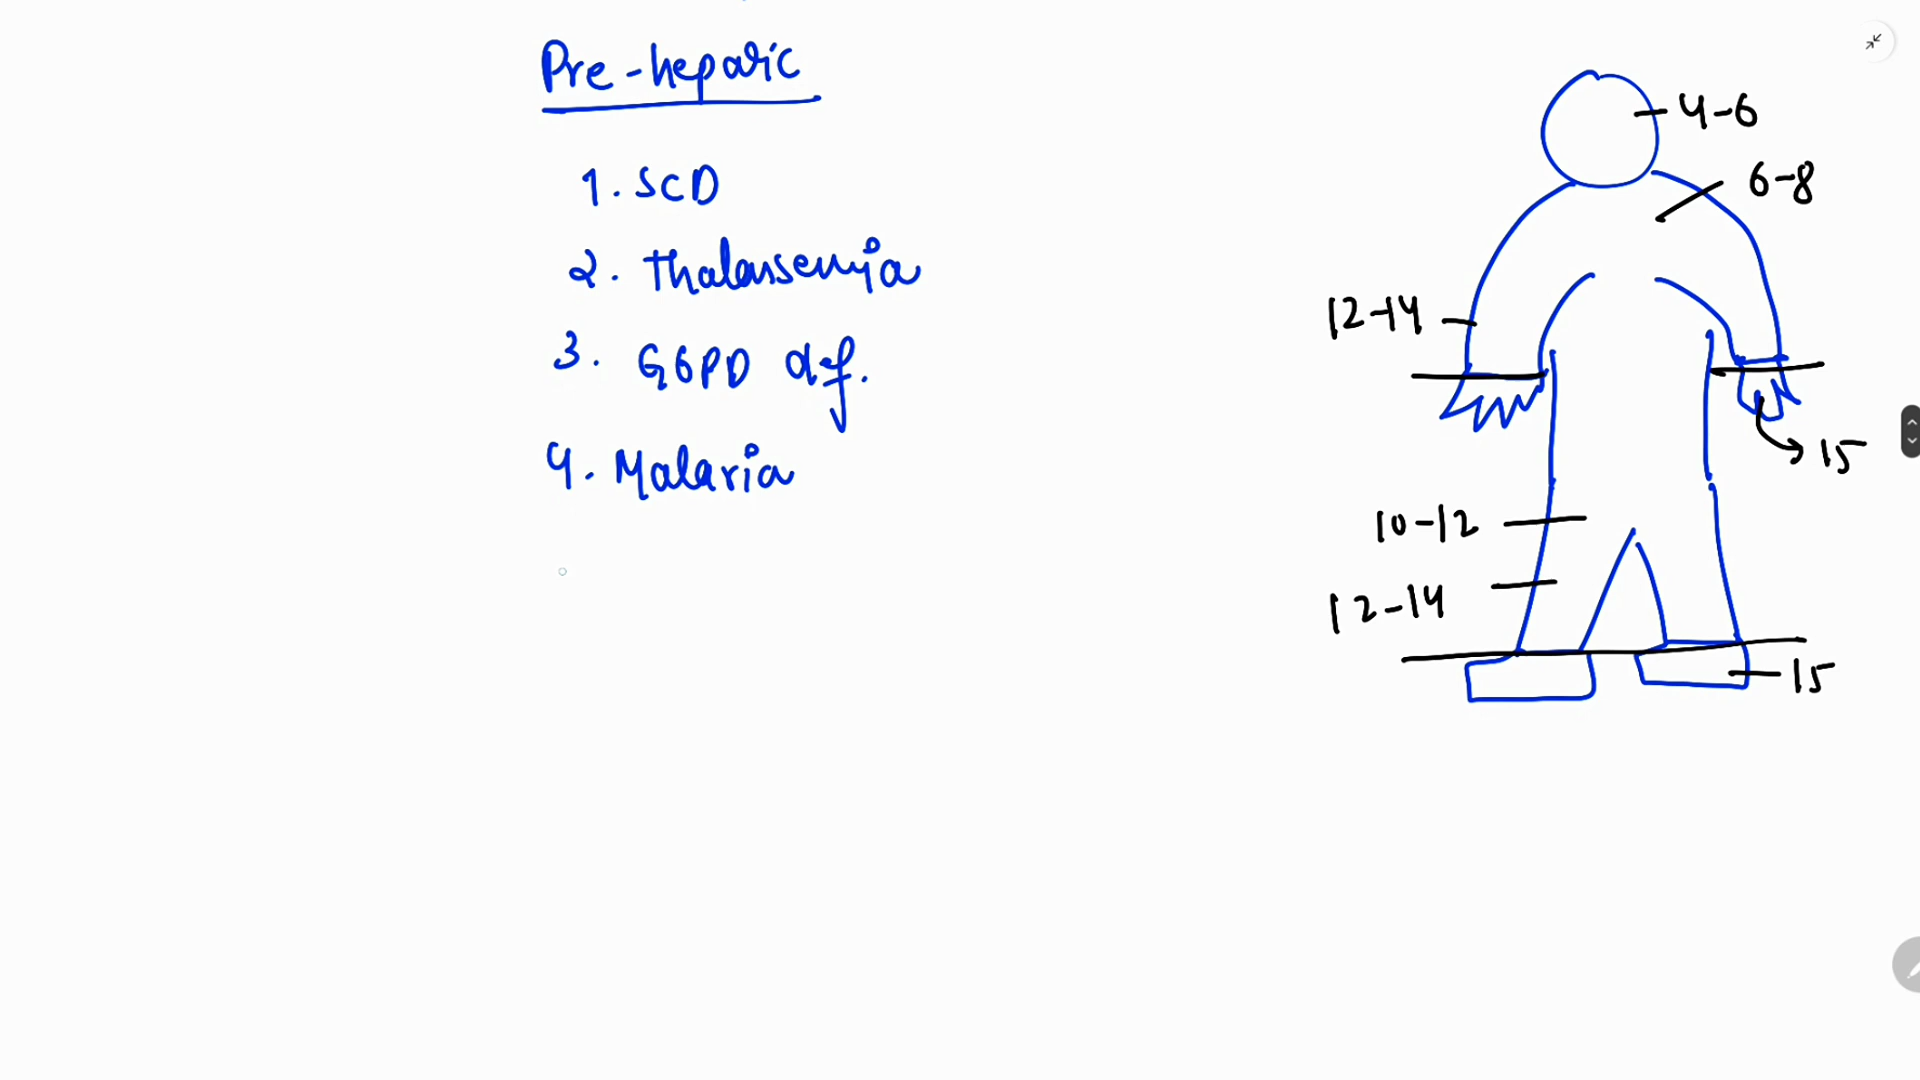 Pre-hepatic
1. SCD
2. Thalassemia
3. G6PD def.
4. Malaria
4-6
6-8
12-14
15
10-12
12-14
15